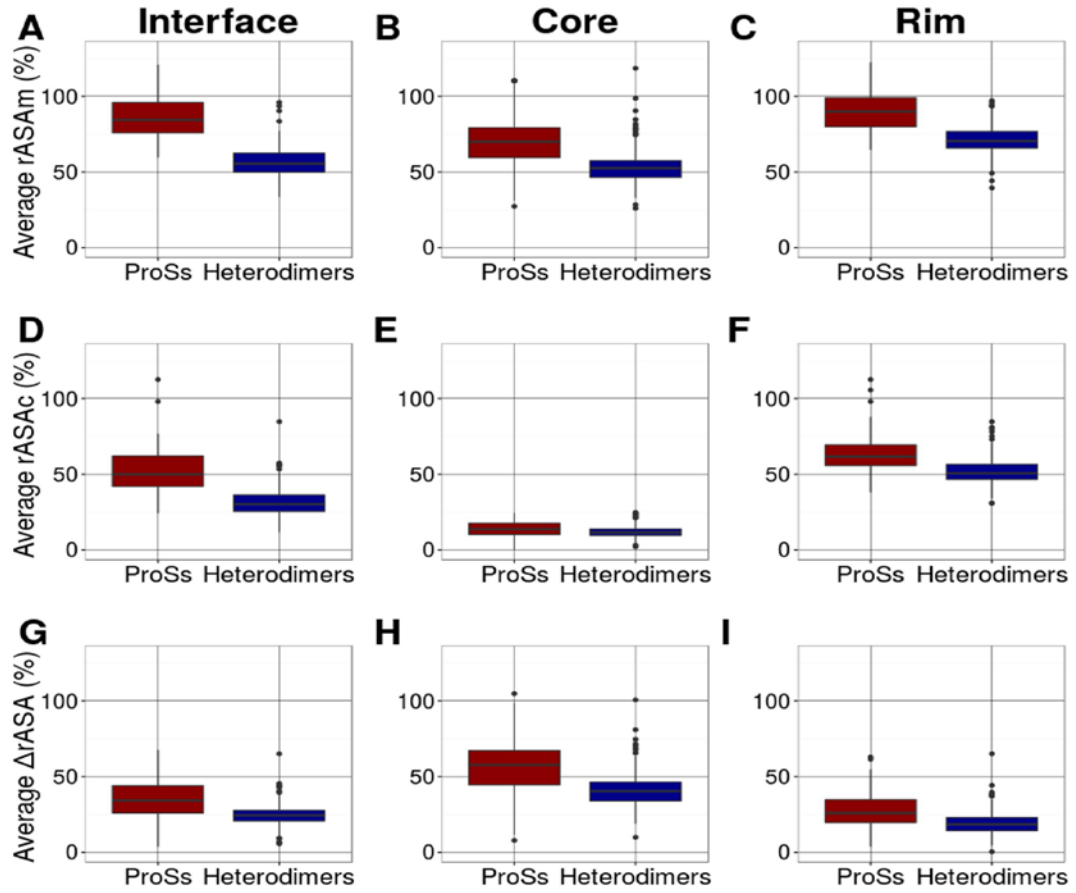 A Interface B Core C Rim
Average rASAm (%)
100 100 100
50 50 50
0 0 0
ProSs Heterodimers ProSs Heterodimers ProSs Heterodimers
D E F
Average rASAc (%)
100 100 100
50 50 50
0 0 0
ProSs Heterodimers ProSs Heterodimers ProSs Heterodimers
G H I
Average ΔrASA (%)
100 100 100
50 50 50
0 0 0
ProSs Heterodimers ProSs Heterodimers ProSs Heterodimers